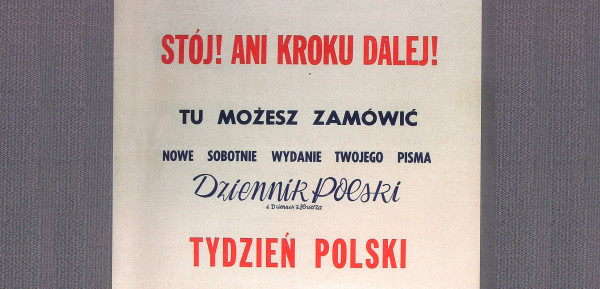 STÓJ! ANI KROKU DALEJ!
TU MOŻESZ ZAMÓWIĆ
NOWE SOBOTNIE WYDANIE TWOJEGO PISMA
Dziennik Polski
i Dziennik Żołnierza
TYDZIEŃ POLSKI